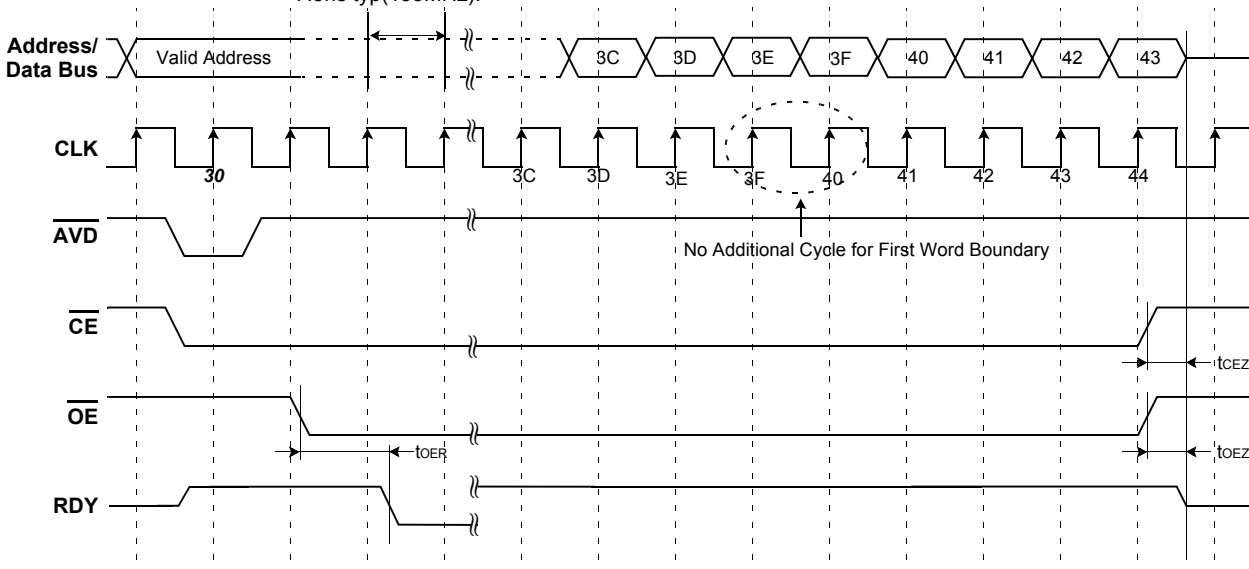 Address/
Data Bus
Valid Address
3C 3D 3E 3F 40 41 42 43
CLK
30 3C 3D 3E 3F 40 41 42 43 44
AVD
No Additional Cycle for First Word Boundary
CE
tCEZ
OE
tOER
tOEZ
RDY